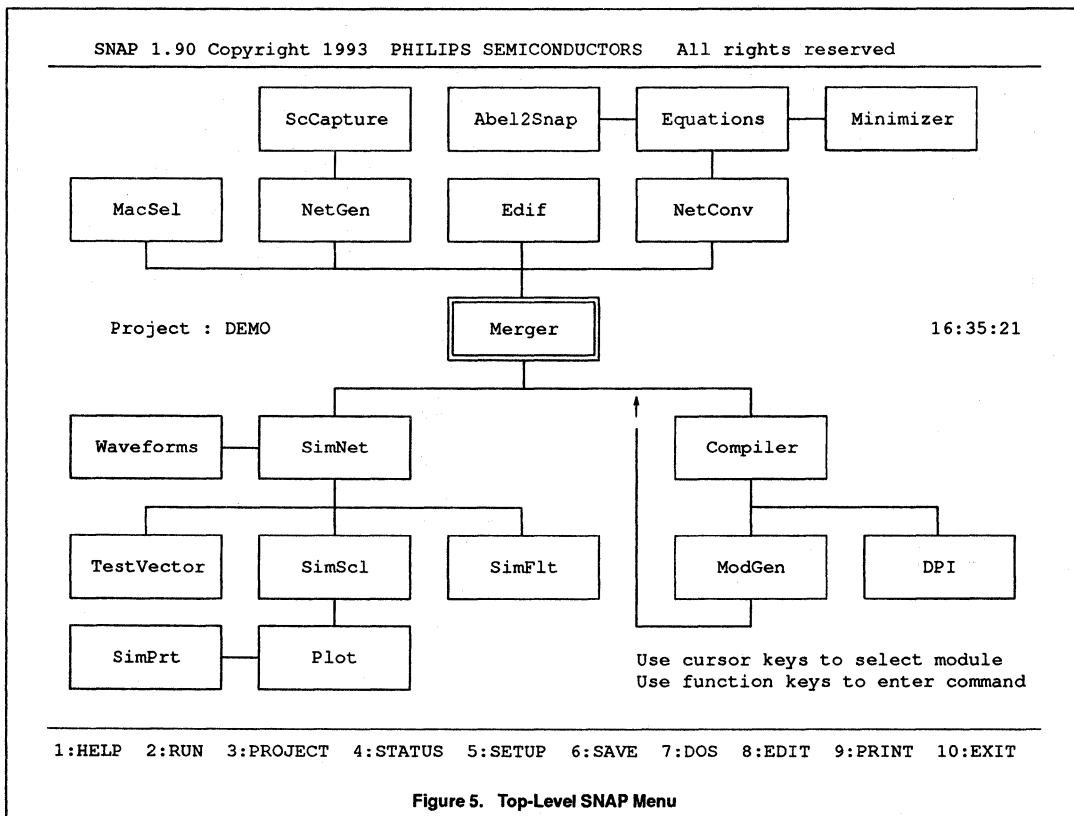 SNAP 1.90 Copyright 1993 PHILIPS SEMICONDUCTORS All rights reserved
ScCapture
Abel2Snap
Equations
Minimizer
MacSel
NetGen
Edif
NetConv
Project : DEMO
Merger
16:35:21
Waveforms
SimNet
Compiler
TestVector
SimScl
SimFlt
ModGen
DPI
SimPrt
Plot
Use cursor keys to select module
Use function keys to enter command
1:HELP 2:RUN 3:PROJECT 4:STATUS 5:SETUP 6:SAVE 7:DOS 8:EDIT 9:PRINT 10:EXIT
Figure 5. Top-Level SNAP Menu